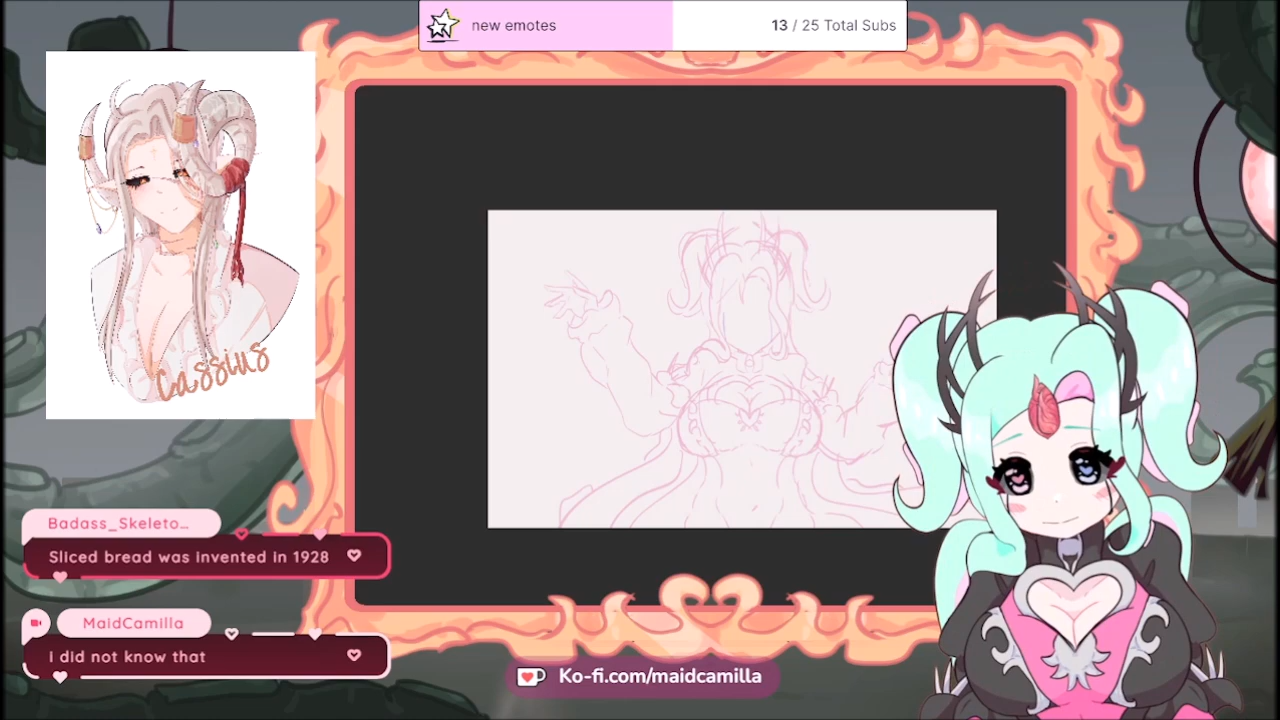 new emotes
13 / 25 Total Subs
Cassius
Badass_Skeleto…
Sliced bread was invented in 1928
MaidCamilla
i did not know that
Ko-fi.com/maidcamilla